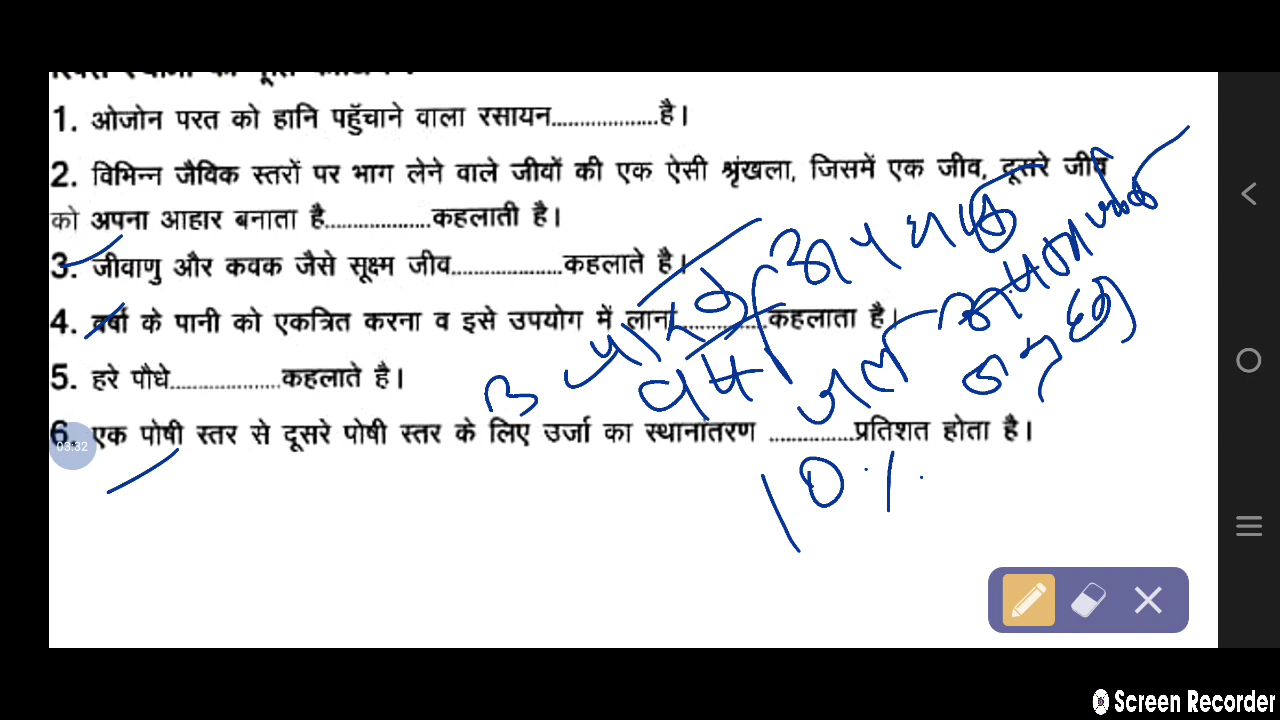 रिक्त स्थानों की पूर्ति कीजिये।
1. ओजोन परत को हानि पहुँचाने वाला रसायन...................है।
2. विभिन्न जैविक स्तरों पर भाग लेने वाले जीवों की एक ऐसी श्रृंखला, जिसमें एक जीव, दूसरे जीव
को अपना आहार बनाता है...................कहलाती है।
3. जीवाणु और कवक जैसे सूक्ष्म जीव....................कहलाते है।
4. वर्षा के पानी को एकत्रित करना व इसे उपयोग में लाना................कहलाता है।
5. हरे पौधे....................कहलाते है।
6. एक पोषी स्तर से दूसरे पोषी स्तर के लिए उर्जा का स्थानांतरण ...............प्रतिशत होता है।
वर्षा जल
10 %
03:32
Screen Recorder